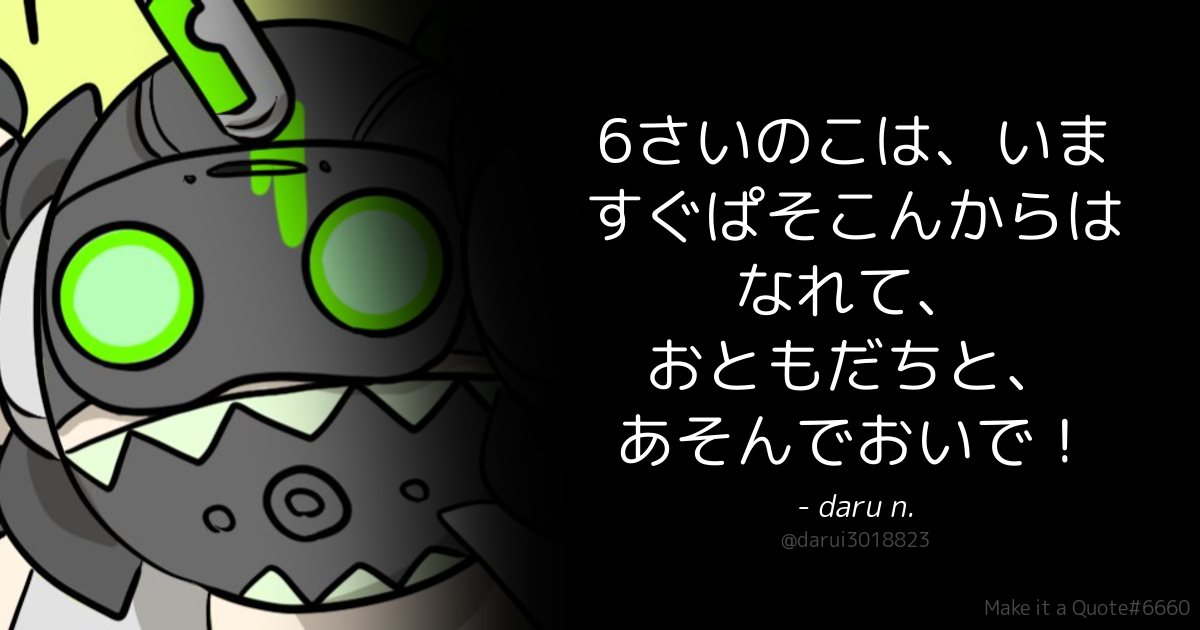 6さいのこは、いま
すぐぱそこんからは
なれて、
おともだちと、
あそんでおいで！
- daru n.
@darui3018823
Make it a Quote#6660